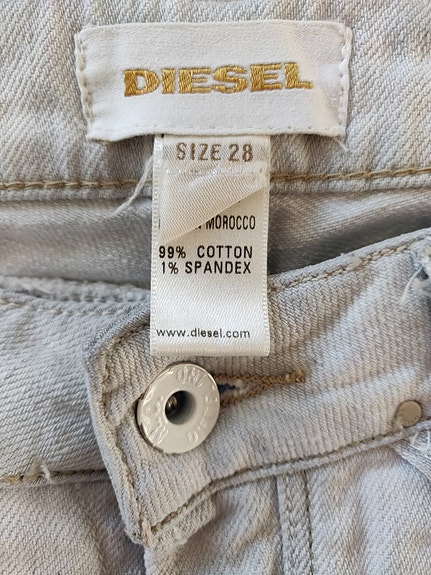 DIESEL
SIZE 28
MOROCCO
99% COTTON
1% SPANDEX
www.diesel.com